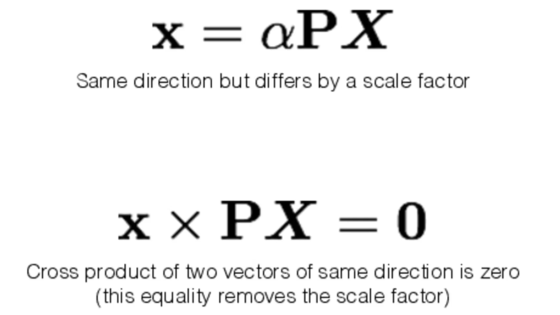 x = αPX
Same direction but differs by a scale factor
x × PX = 0
Cross product of two vectors of same direction is zero
(this equality removes the scale factor)